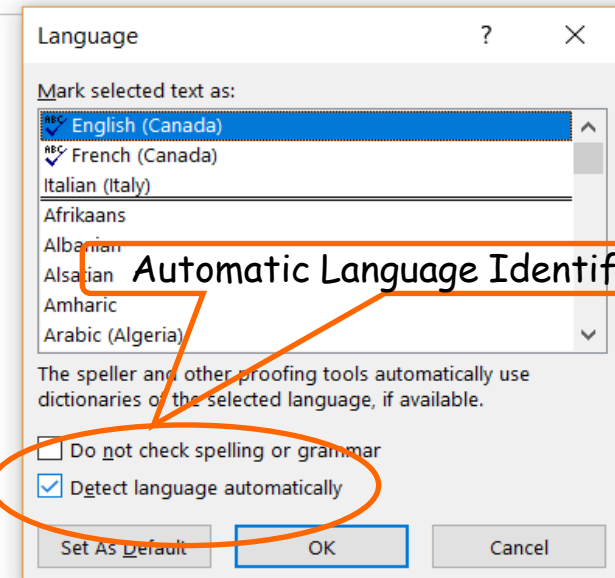 Language
Mark selected text as:
English (Canada)
French (Canada)
Italian (Italy)
Afrikaans
Albanian
Alsatian
Automatic Language Identif
Amharic
Arabic (Algeria)
The speller and other proofing tools automatically use
dictionaries of the selected language, if available.
Do not check spelling or grammar
Detect language automatically
Set As Default OK Cancel